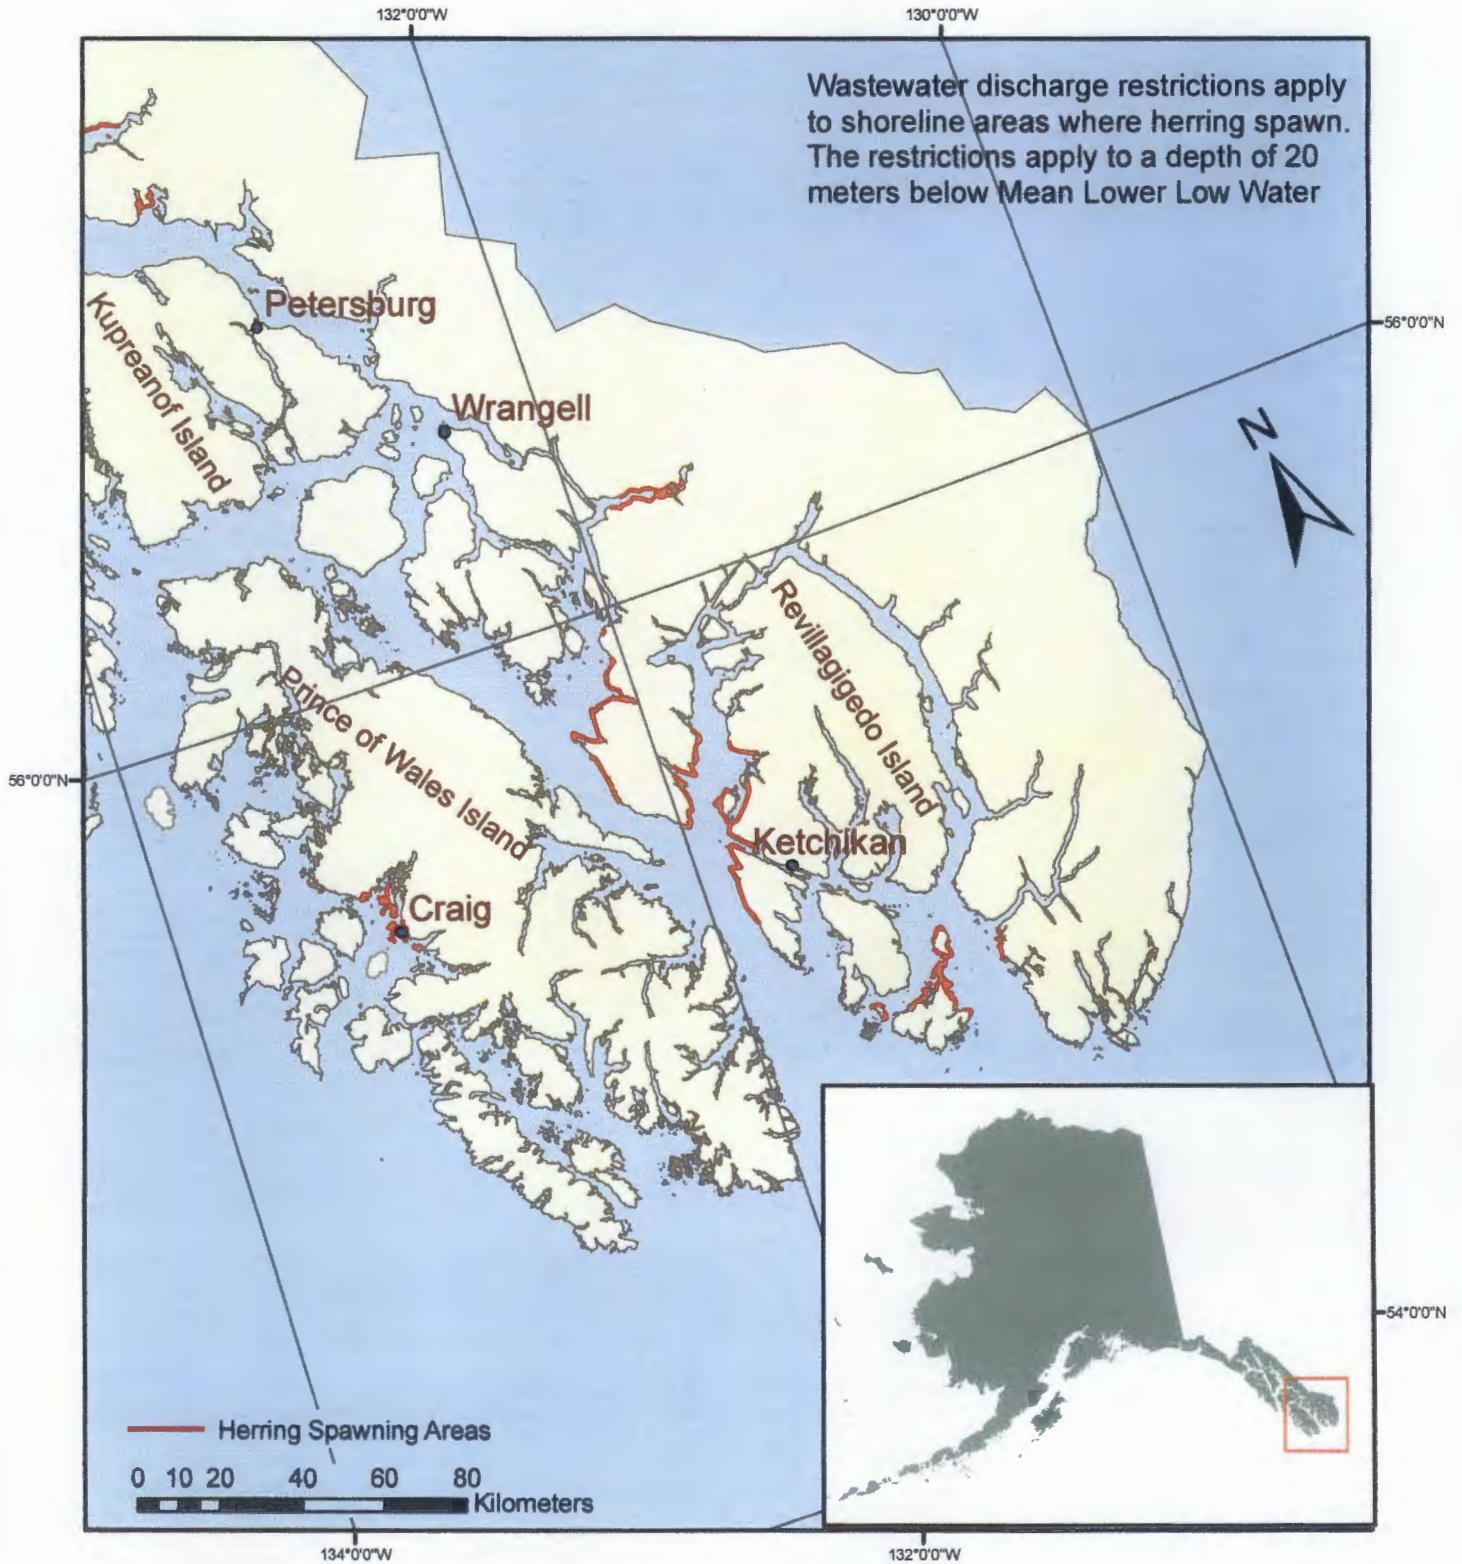 132°0'0"W
130°0'0"W
Wastewater discharge restrictions apply
to shoreline areas where herring spawn.
The restrictions apply to a depth of 20
meters below Mean Lower Low Water
Petersburg
Kupreanof Island
56°0'0"N
Wrangell
N
Revillagigedo Island
Prince of Wales Island
56°0'0"N
Ketchikan
Craig
54°0'0"N
Herring Spawning Areas
0 10 20 40 60 80
Kilometers
134°0'0"W
132°0'0"W